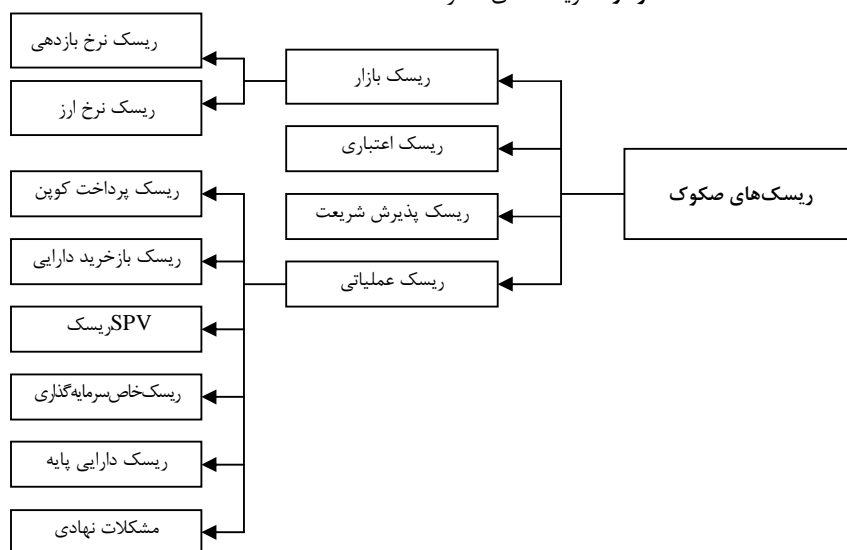 ریسک نرخ بازدهی
ریسک بازار
ریسک نرخ ارز
ریسک اعتباری
ریسک‌های صکوک
ریسک پرداخت کوپن
ریسک پذیرش شریعت
ریسک بازخرید دارایی
ریسک عملیاتی
SPVریسک
ریسک‌خاص‌سرمایه‌گذاری
ریسک دارایی پایه
مشکلات نهادی